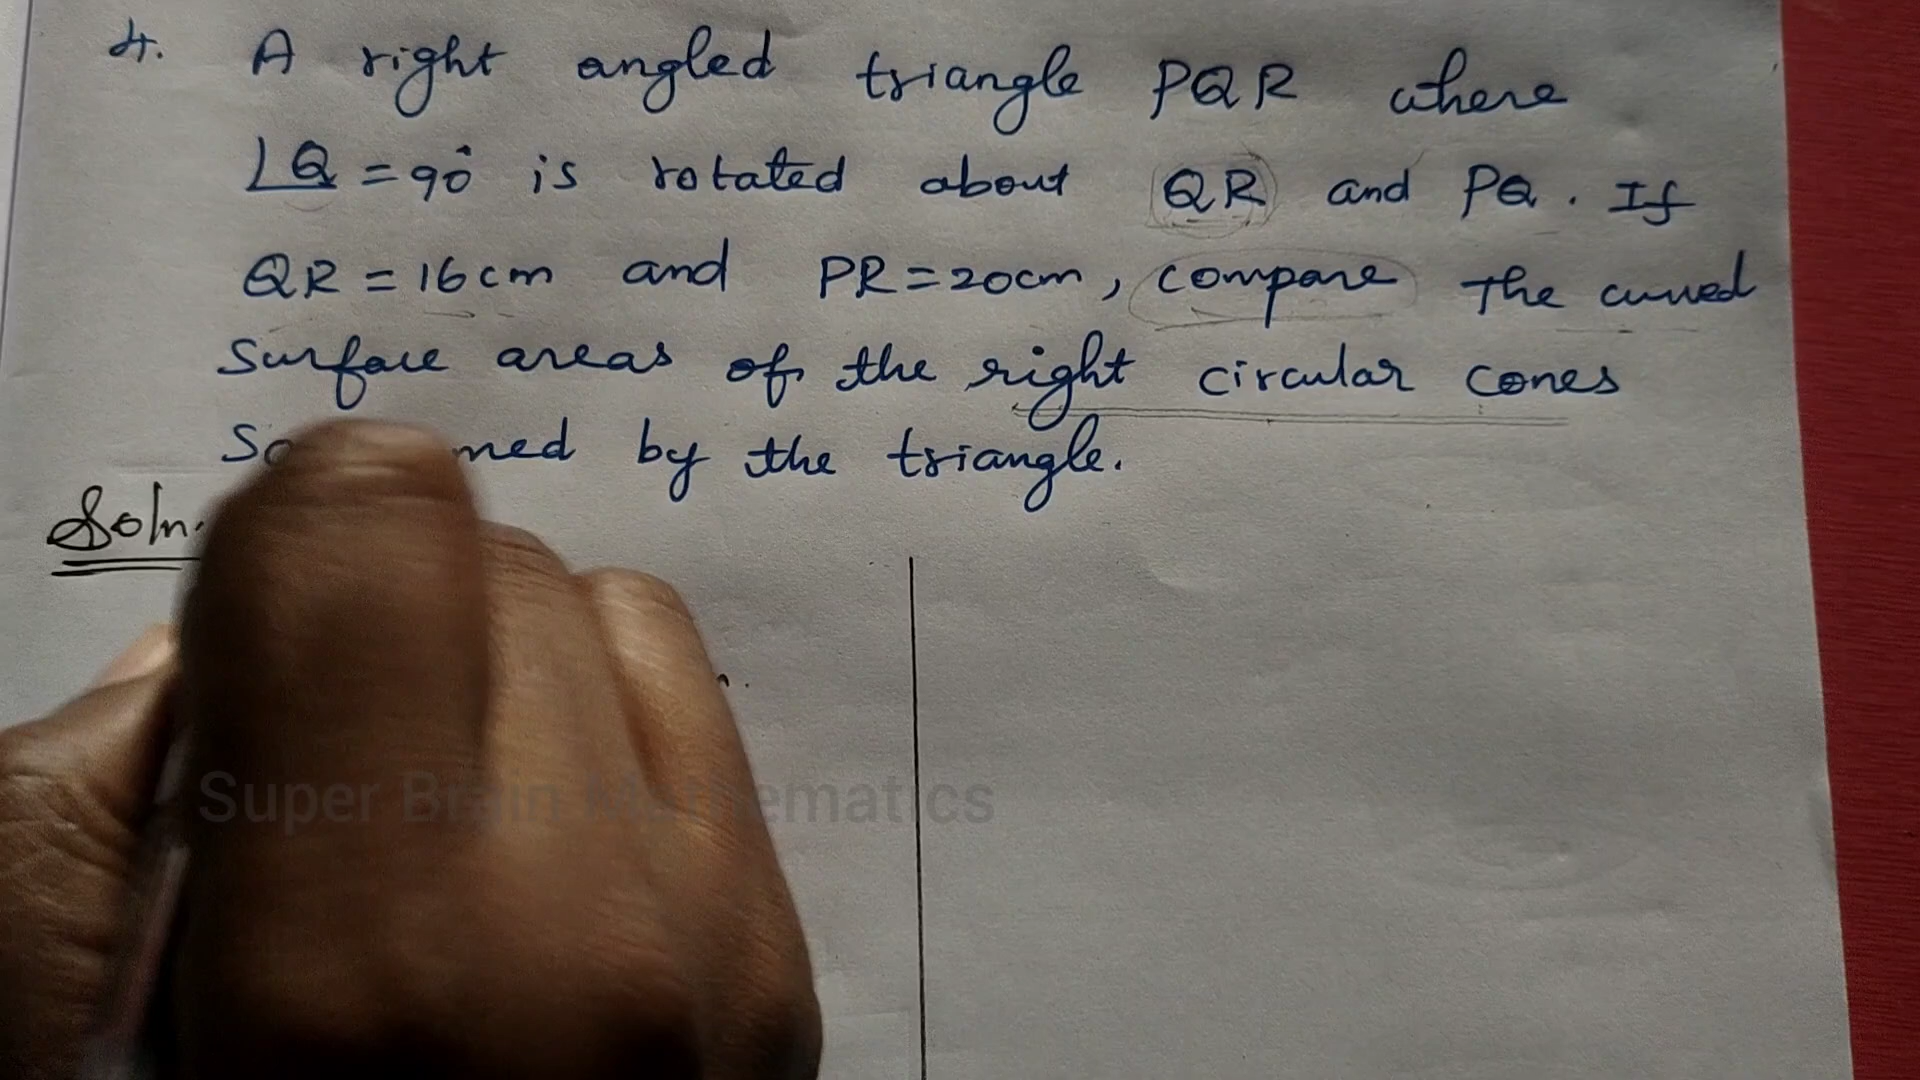 4. A right angled triangle PQR where
∠Q = 90° is rotated about QR and PQ. If
QR = 16cm and PR = 20cm, compare the curved
surface areas of the right circular cones
by the triangle.
Soln.
Super Brain Mathematics